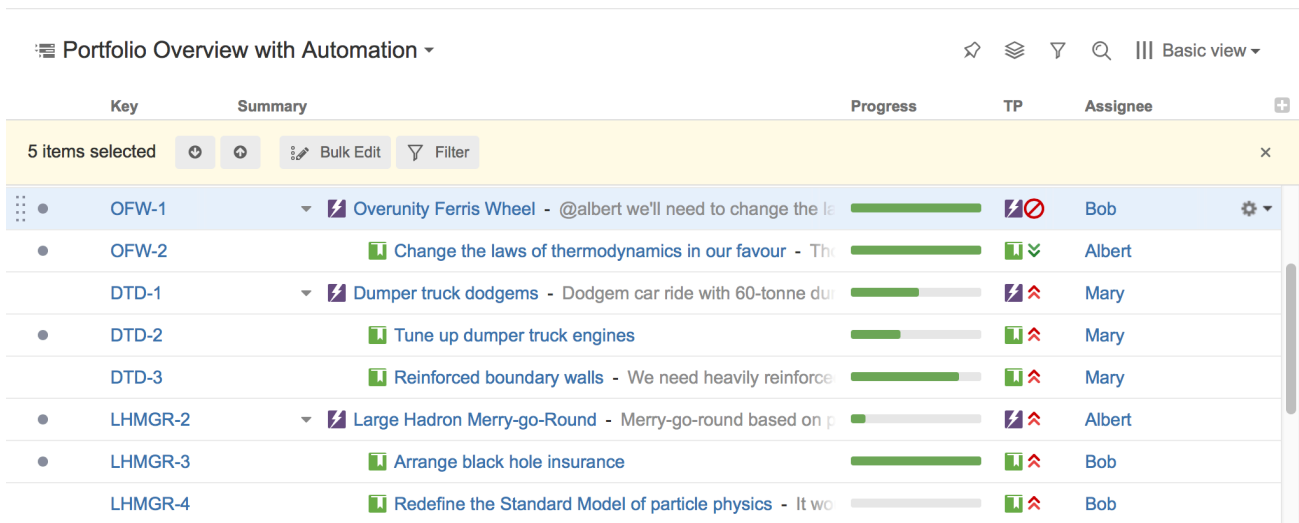 Portfolio Overview with Automation
Basic view
Key Summary Progress TP Assignee
5 items selected Bulk Edit Filter
OFW-1 Overunity Ferris Wheel - @albert we'll need to change the Bob
OFW-2 Change the laws of thermodynamics in our favour - Albert
DTD-1 Dumper truck dodgems - Dodgem car ride with 60-tonne Mary
DTD-2 Tune up dumper truck engines Mary
DTD-3 Reinforced boundary walls - We need heavily Mary
LHMGR-2 Large Hadron Merry-go-Round - Merry-go-round based on Albert
LHMGR-3 Arrange black hole insurance Bob
LHMGR-4 Redefine the Standard Model of particle physics - It Bob